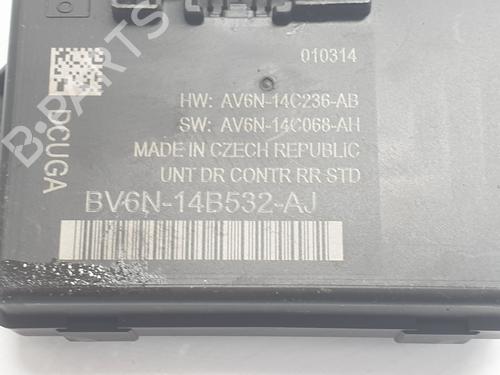 010314
HW: AV6N-14C236-AB
SW: AV6N-14C068-AH
MADE IN CZECH REPUBLIC
UNT DR CONTR RR STD
BV6N-14B532-AJ
DCUGA
B-PARTS